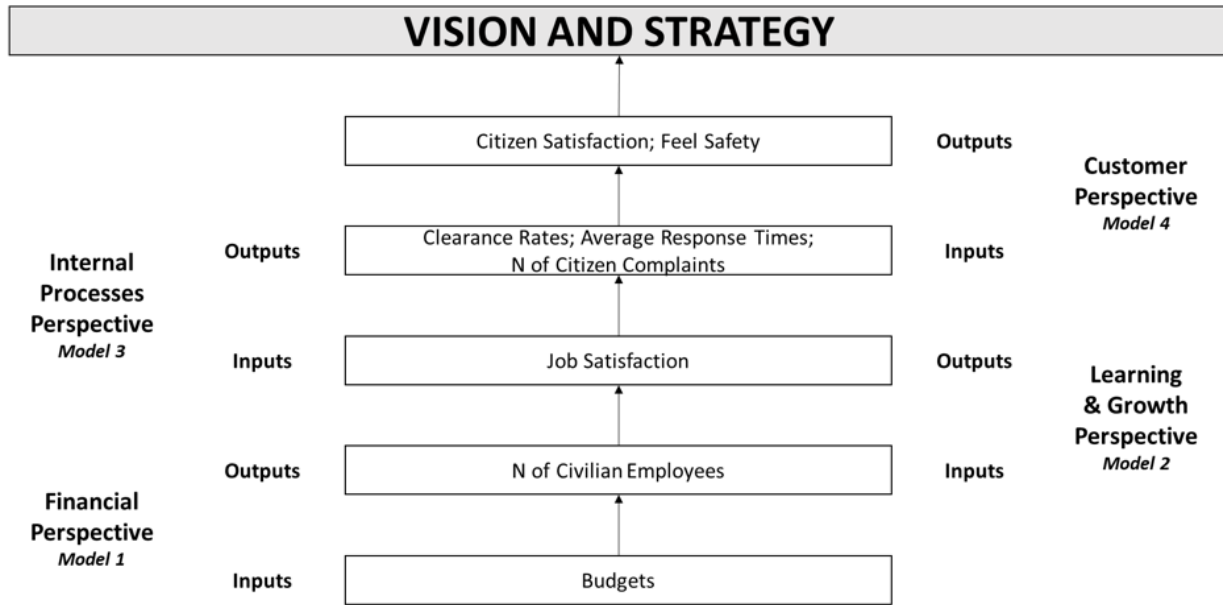 VISION AND STRATEGY
Citizen Satisfaction; Feel Safety
Outputs
Customer
Perspective
Model 4
Outputs
Clearance Rates; Average Response Times;
N of Citizen Complaints
Inputs
Internal
Processes
Perspective
Model 3
Inputs
Job Satisfaction
Outputs
Learning
& Growth
Perspective
Model 2
Outputs
N of Civilian Employees
Inputs
Financial
Perspective
Model 1
Inputs
Budgets